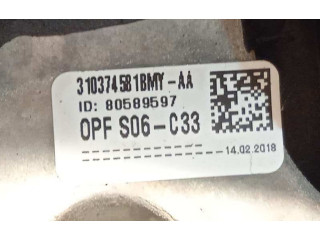 310374581BMY-AA
ID: 80589597
OPF S06-C33
14.02.2018